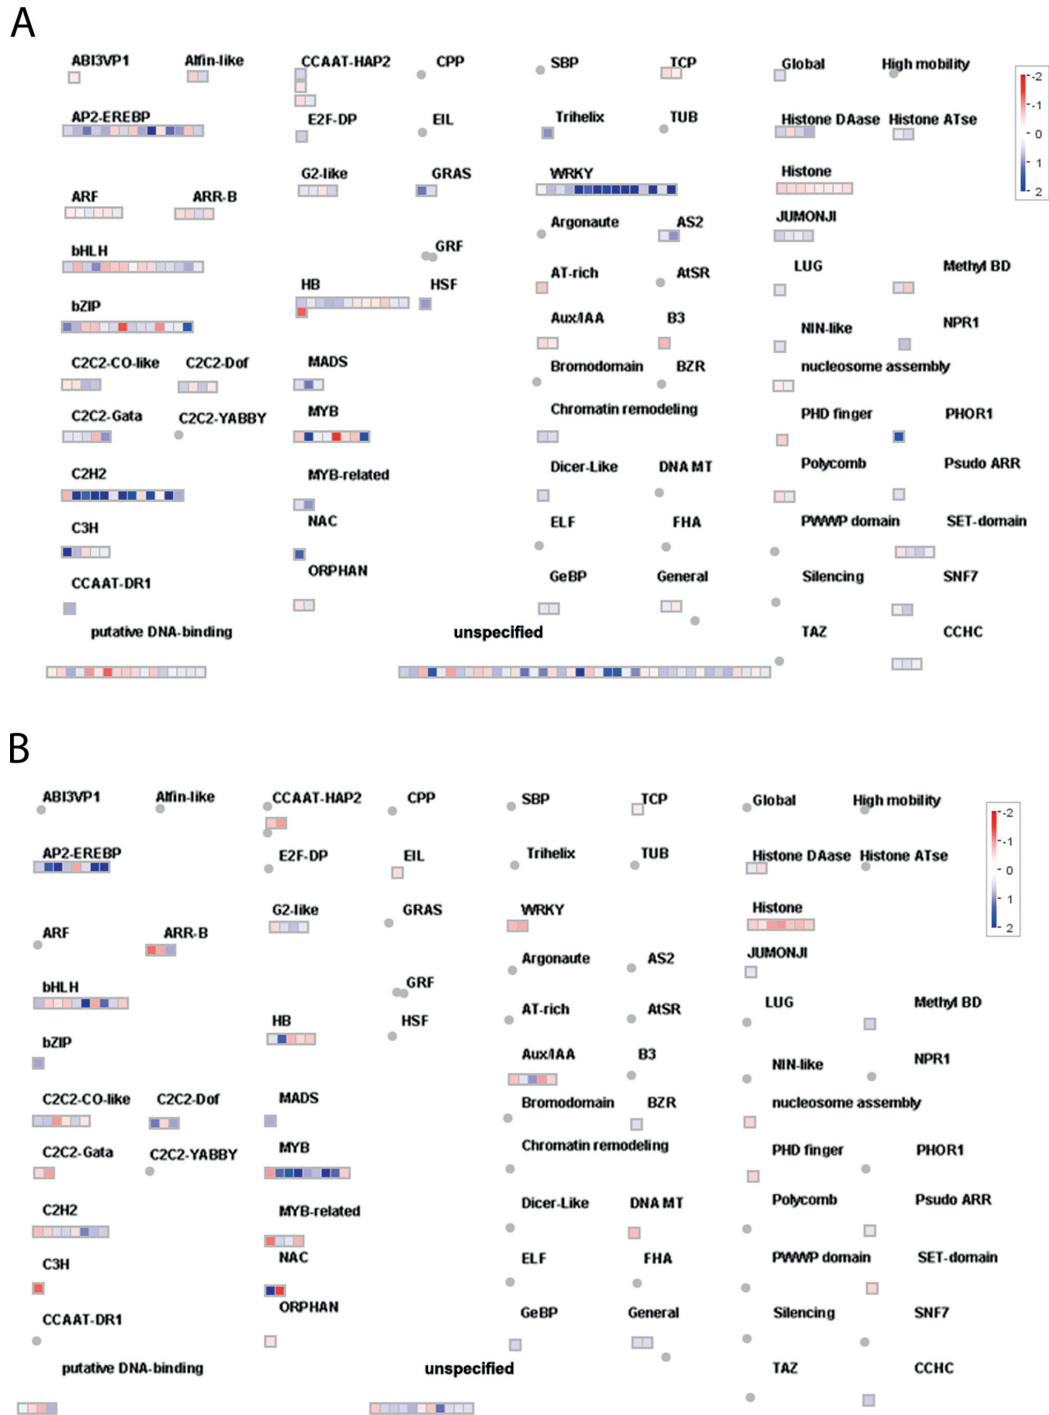 A
ABI3VP1 Alfin-like CCAAT-HAP2 CPP SBP TCP Global High mobility
-2
-1
0
1
2
AP2-EREBP E2F-DP EIL Trihelix TUB Histone DAase Histone ATse
G2-like GRAS WRKY Histone
ARF ARR-B Argonaute AS2 JUMONJI
bHLH GRF AT-rich AtSR LUG Methyl BD
HB HSF
bZIP Aux/IAA B3 NIN-like NPR1
C2C2-CO-like C2C2-Dof MADS Bromodomain BZR nucleosome assembly
C2C2-Gata C2C2-YABBY MYB Chromatin remodeling PHD finger PHOR1
C2H2 MYB-related Dicer-Like DNA MT Polycomb Psudo ARR
C3H NAC ELF FHA PWWP domain SET-domain
CCAAT-DR1 ORPHAN GeBP General Silencing SNF7
putative DNA-binding unspecified TAZ CCHC
B
ABI3VP1 Alfin-like CCAAT-HAP2 CPP SBP TCP Global High mobility
-2
-1
0
1
2
AP2-EREBP E2F-DP EIL Trihelix TUB Histone DAase Histone ATse
G2-like GRAS WRKY Histone
ARF ARR-B Argonaute AS2 JUMONJI
bHLH GRF AT-rich AtSR LUG Methyl BD
HB HSF
bZIP Aux/IAA B3 NIN-like NPR1
C2C2-CO-like C2C2-Dof MADS Bromodomain BZR nucleosome assembly
C2C2-Gata C2C2-YABBY MYB Chromatin remodeling PHD finger PHOR1
C2H2 MYB-related Dicer-Like DNA MT Polycomb Psudo ARR
C3H NAC ELF FHA PWWP domain SET-domain
CCAAT-DR1 ORPHAN GeBP General Silencing SNF7
putative DNA-binding unspecified TAZ CCHC